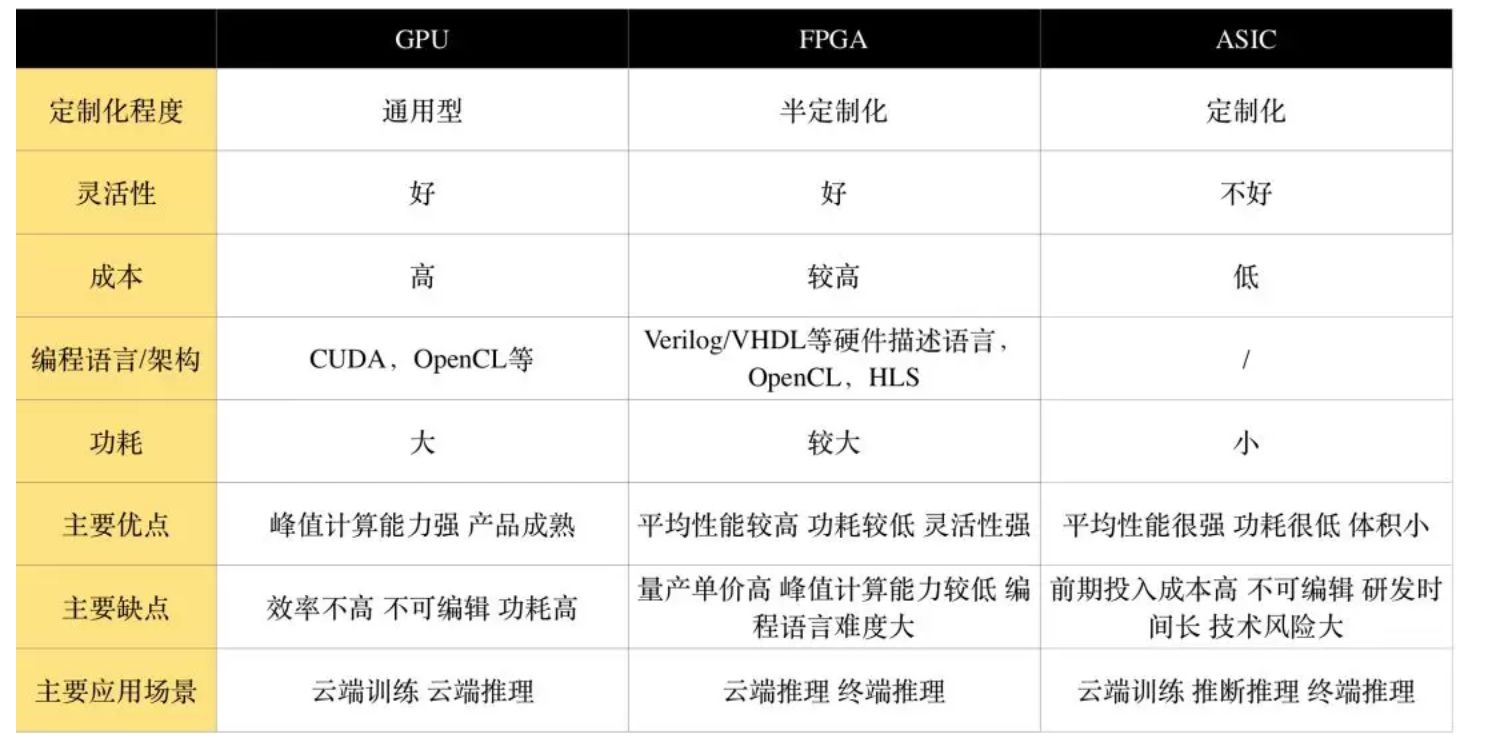 GPU FPGA ASIC
定制化程度 通用型 半定制化 定制化
灵活性 好 好 不好
成本 高 较高 低
编程语言/架构 CUDA，OpenCL等 Verilog/VHDL等硬件描述语言， /
OpenCL，HLS
功耗 大 较大 小
主要优点 峰值计算能力强 产品成熟 平均性能较高 功耗较低 灵活性强 平均性能很强 功耗很低 体积小
主要缺点 效率不高 不可编辑 功耗高 量产单价高 峰值计算能力较低 编 前期投入成本高 不可编辑 研发时
程语言难度大 间长 技术风险大
主要应用场景 云端训练 云端推理 云端推理 终端推理 云端训练 推断推理 终端推理